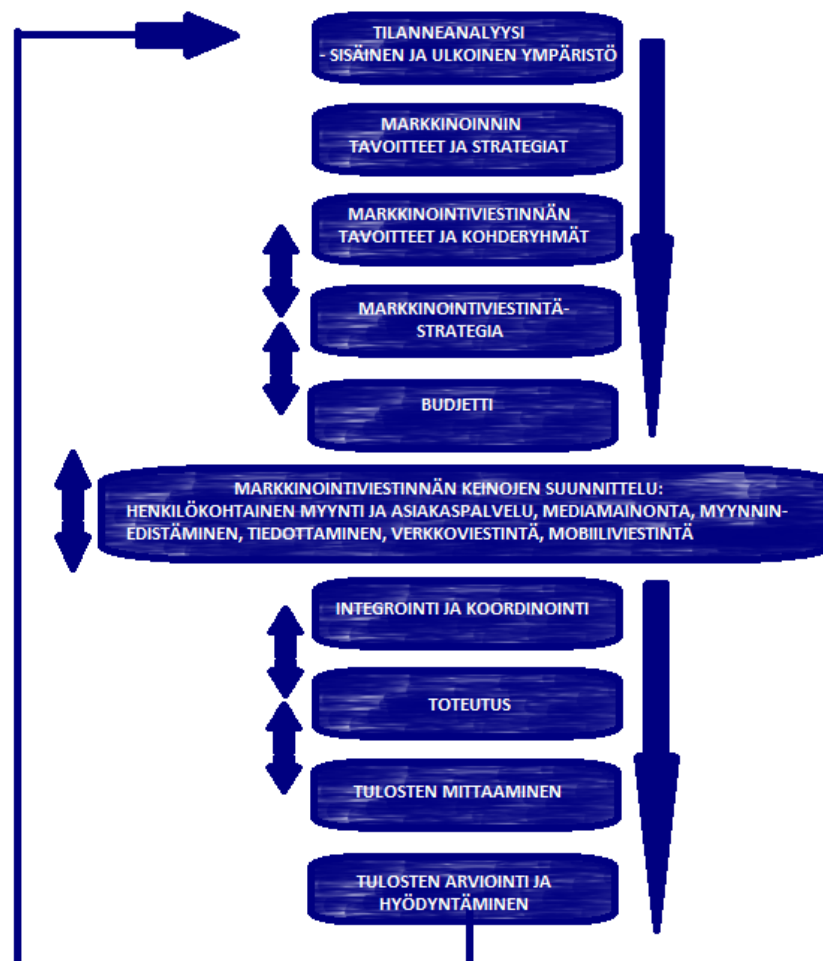 TILANNEANALYYSI
- SISÄINEN JA ULKOINEN YMPÄRISTÖ
MARKKINOINNIN
TAVOITTEET JA STRATEGIAT
MARKKINOINTIVIESTINNÄN
TAVOITTEET JA KOHDERYHMÄT
MARKKINOINTIVIESTINTÄ-
STRATEGIA
BUDJETTI
MARKKINOINTIVIESTINNÄN KEINOJEN SUUNNITTELU:
HENKILÖKOHTAINEN MYYNTI JA ASIAKASPALVELU, MEDIAMAINONTA, MYYNNIN-
EDISTÄMINEN, TIEDOTTAMINEN, VERKKOVIESTINTÄ, MOBIILIVIESTINTÄ
INTEGROINTI JA KOORDINOINTI
TOTEUTUS
TULOSTEN MITTAAMINEN
TULOSTEN ARVIOINTI JA
HYÖDYNTÄMINEN